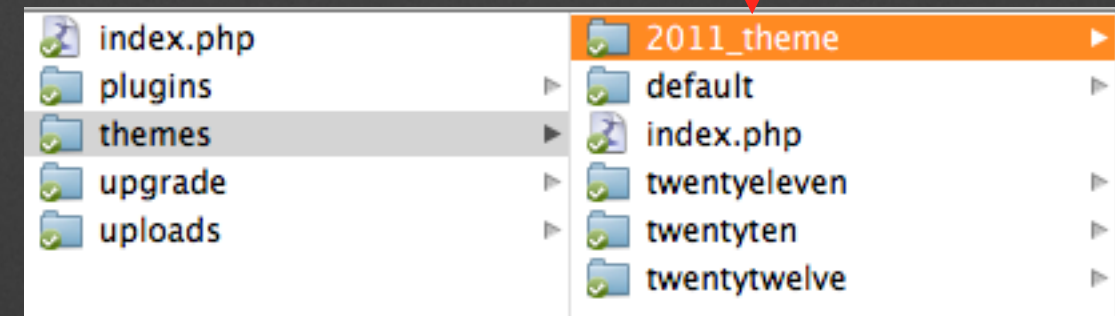 index.php
plugins
themes
upgrade
uploads
2011_theme
default
index.php
twentyeleven
twentyten
twentytwelve